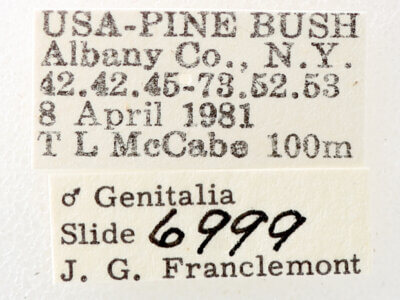 USA-PINE BUSH
Albany Co., N.Y.
42.42.45-73.52.53
8 April 1981
T L McCabe 100m
♂ Genitalia
Slide 6999
J. G. Franclemont